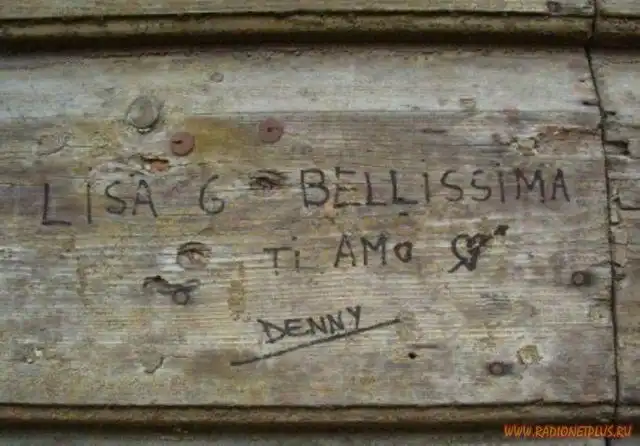 LISA 6 BELLISSIMA
Ti AMO
DENNY
WWW.RADIONETPLUS.RU